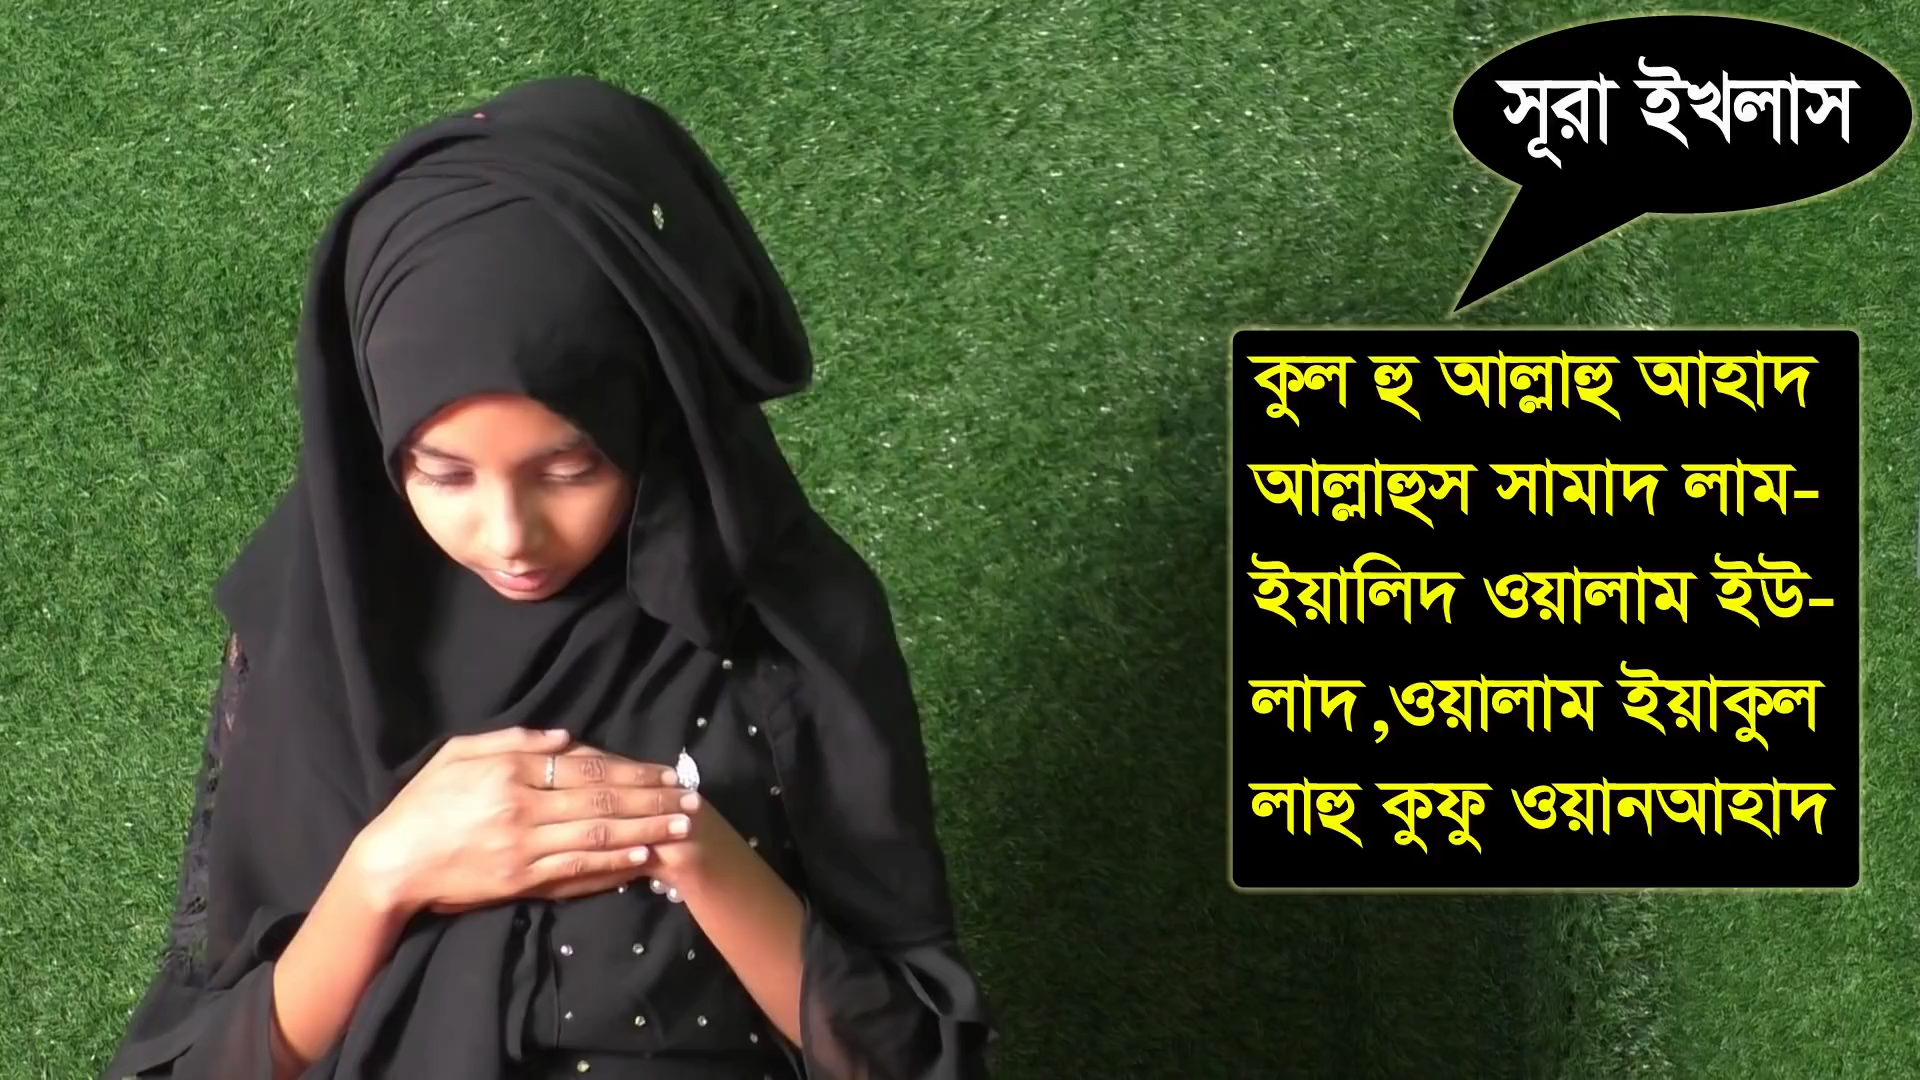 সূরা ইখলাস
কুল হু আল্লাহু আহাদ
আল্লাহুস সামাদ লাম-
ইয়ালিদ ওয়ালাম ইউ-
লাদ ,ওয়ালাম ইয়াকুল
লাহু কুফু ওয়ানআহাদ